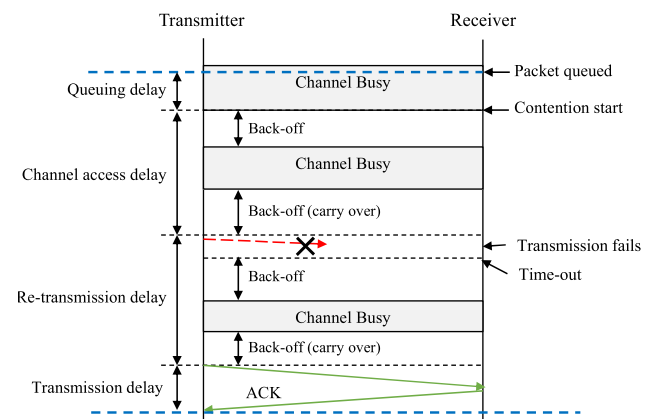 Transmitter
Receiver
Channel Busy
Packet queued
Queuing delay
Contention start
Back-off
Channel Busy
Channel access delay
Back-off (carry over)
Transmission fails
Time-out
Back-off
Re-transmission delay
Channel Busy
Back-off (carry over)
Transmission delay
ACK